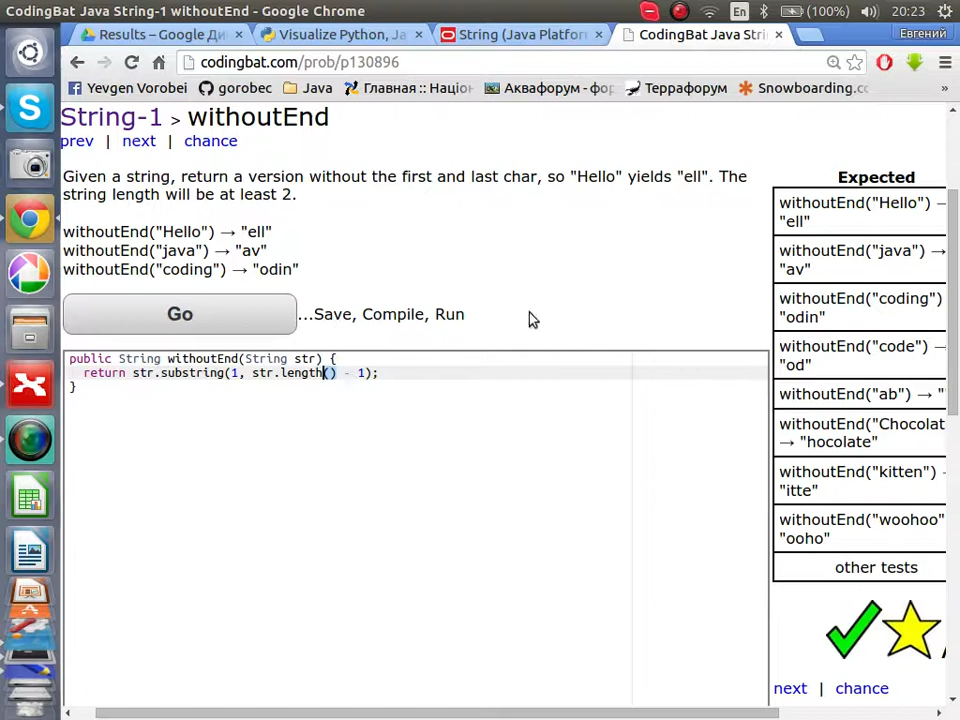 CodingBat Java String-1 withoutEnd - Google Chrome
En
(100%)
20:23
Results – Google Ди
Visualize Python, Ja
String (Java Platfor
CodingBat Java Stri
Евгений
codingbat.com/prob/p130896
Yevgen Vorobei
gorobec
Java
Главная :: Націо
Аквафорум - фор
Терраформ
Snowboarding.co
»
String-1 > withoutEnd
prev | next | chance
Given a string, return a version without the first and last char, so "Hello" yields "ell". The
string length will be at least 2.
withoutEnd("Hello") → "ell"
withoutEnd("java") → "av"
withoutEnd("coding") → "odin"
Go
...Save, Compile, Run
public String withoutEnd(String str) {
return str.substring(1, str.length() - 1);
}
Expected
withoutEnd("Hello") →
"ell"
withoutEnd("java") →
"av"
withoutEnd("coding")
"odin"
withoutEnd("code") →
"od"
withoutEnd("ab") → "
withoutEnd("Chocolat
→ "hocolate"
withoutEnd("kitten") →
"itte"
withoutEnd("woohoo"
"ooho"
other tests
next | chance